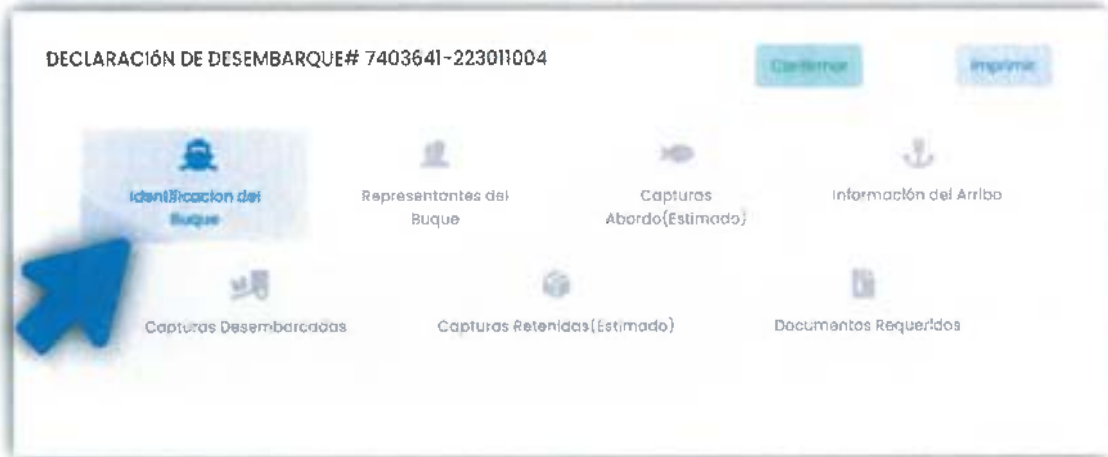 DECLARACIÓN DE DESEMBARQUE# 7403641-223011004
Confirmar
Imprimir
Identificacion del
Buque
Representantes del
Buque
Capturas
Abordo(Estimado)
Información del Arribo
Capturas Desembarcadas
Capturas Retenidas(Estimado)
Documentos Requeridos